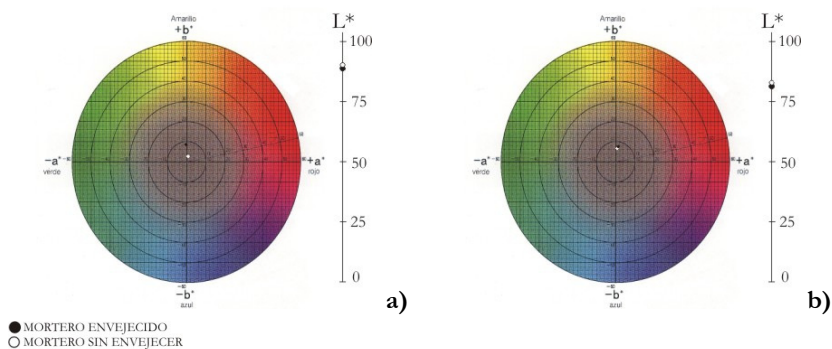 Amarillo
+b*
-a*
verde
+a*
rojo
-b*
azul
L*
100
75
50
25
0
a)
Amarillo
+b*
-a*
verde
+a*
rojo
-b*
azul
L*
100
75
50
25
0
b)
MORTERO ENVEJECIDO
MORTERO SIN ENVEJECER